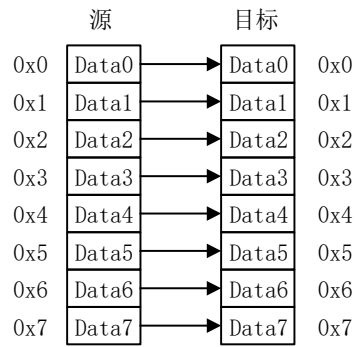 源 目标
0x0 Data0 Data0 0x0
0x1 Data1 Data1 0x1
0x2 Data2 Data2 0x2
0x3 Data3 Data3 0x3
0x4 Data4 Data4 0x4
0x5 Data5 Data5 0x5
0x6 Data6 Data6 0x6
0x7 Data7 Data7 0x7